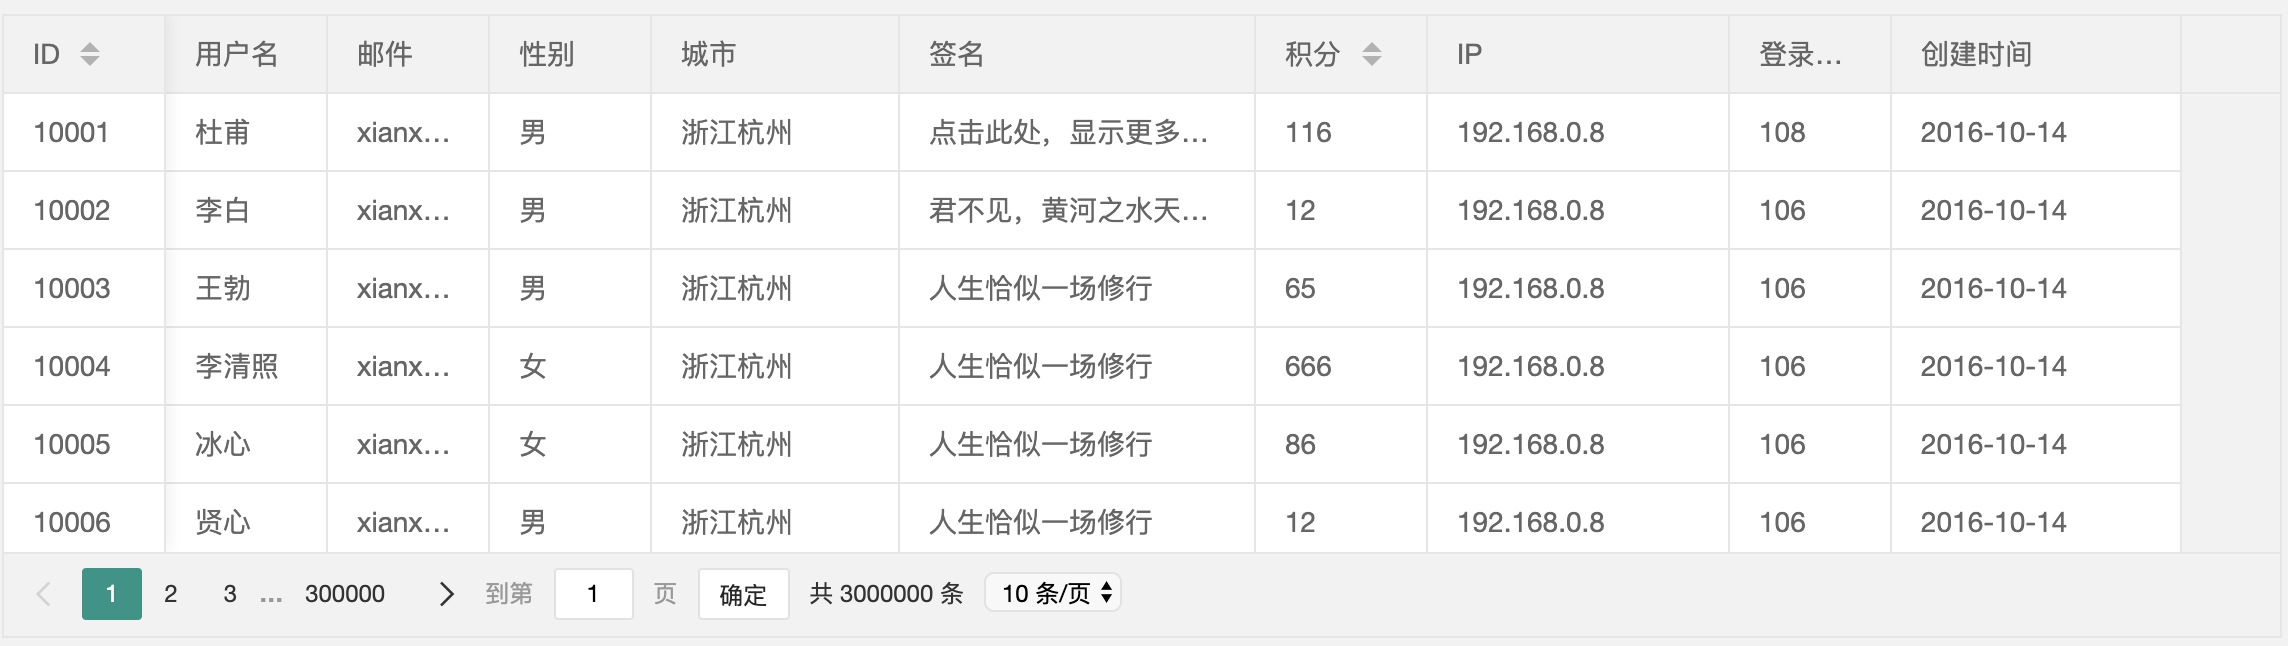 ID 用户名 邮件 性别 城市 签名 积分 IP 登录... 创建时间
10001 杜甫 xianx... 男 浙江杭州 点击此处，显示更多... 116 192.168.0.8 108 2016-10-14
10002 李白 xianx... 男 浙江杭州 君不见，黄河之水天... 12 192.168.0.8 106 2016-10-14
10003 王勃 xianx... 男 浙江杭州 人生恰似一场修行 65 192.168.0.8 106 2016-10-14
10004 李清照 xianx... 女 浙江杭州 人生恰似一场修行 666 192.168.0.8 106 2016-10-14
10005 冰心 xianx... 女 浙江杭州 人生恰似一场修行 86 192.168.0.8 106 2016-10-14
10006 贤心 xianx... 男 浙江杭州 人生恰似一场修行 12 192.168.0.8 106 2016-10-14
1 2 3 ... 300000 到第 1 页 确定 共 3000000 条 10 条/页